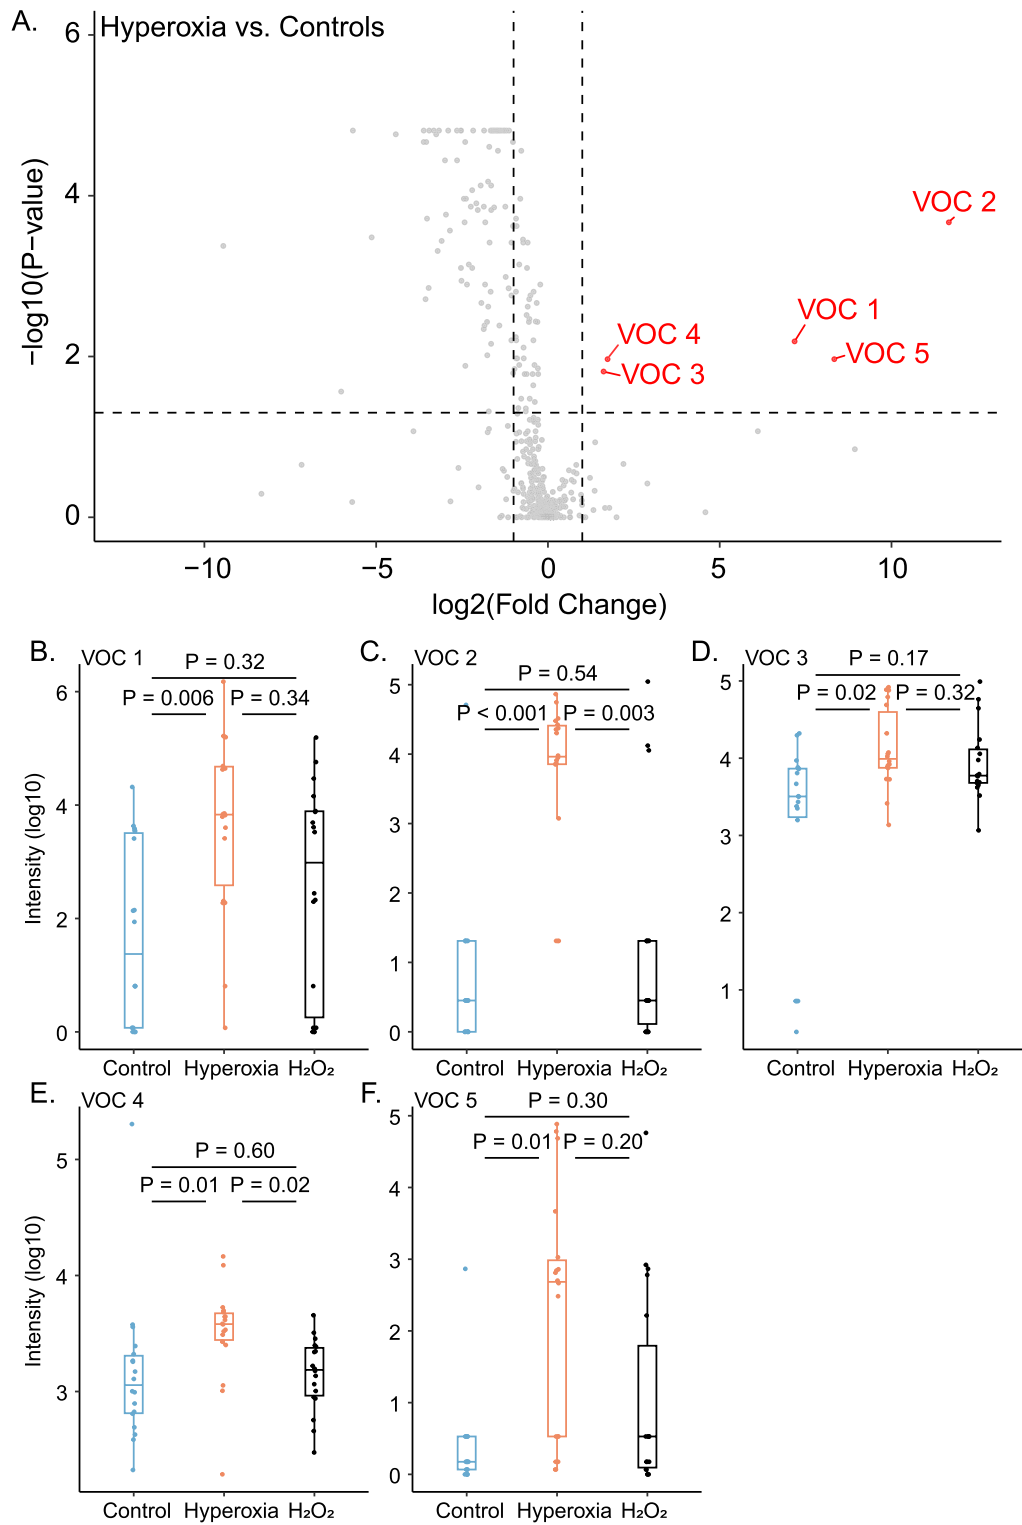 A.
Hyperoxia vs. Controls
6
4
2
0
−log10(P−value)
VOC 2
VOC 1
VOC 4
VOC 5
VOC 3
−10 −5 0 5 10
log2(Fold Change)
B.
VOC 1
P = 0.32
P = 0.006 P = 0.34
6
4
2
0
Intensity (log10)
Control Hyperoxia H₂O₂
C.
VOC 2
P = 0.54
P < 0.001 P = 0.003
5
4
3
2
1
0
Control Hyperoxia H₂O₂
D.
VOC 3
P = 0.17
P = 0.02 P = 0.32
5
4
3
2
1
Control Hyperoxia H₂O₂
E.
VOC 4
P = 0.60
P = 0.01 P = 0.02
5
4
3
Intensity (log10)
Control Hyperoxia H₂O₂
F.
VOC 5
P = 0.30
P = 0.01 P = 0.20
5
4
3
2
1
0
Control Hyperoxia H₂O₂